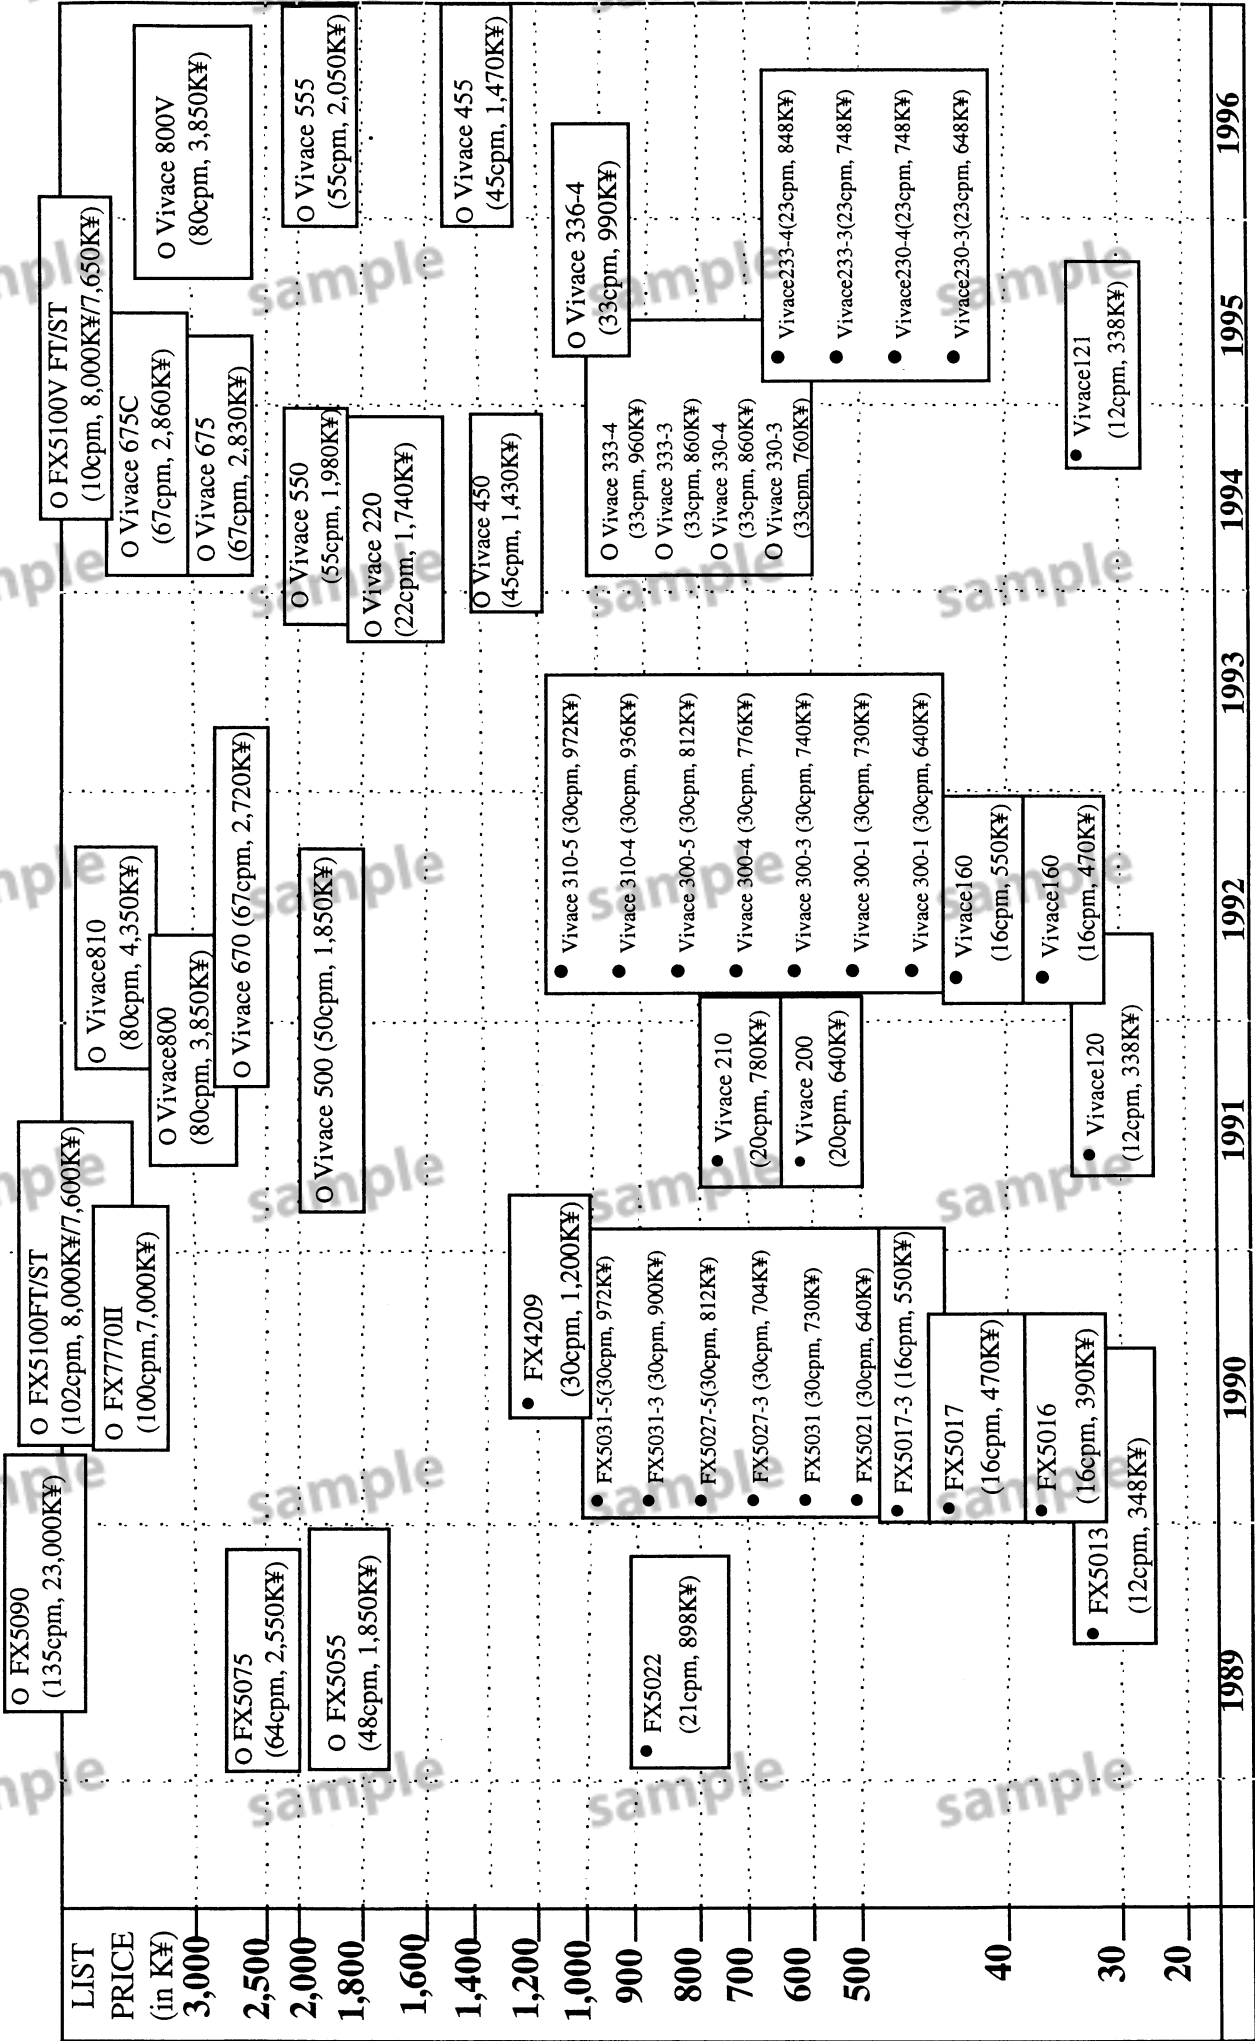 LIST
PRICE
(in K¥)
3,000
2,500
2,000
1,800
1,600
1,400
1,200
1,000
900
800
700
600
500
40
30
20
1989
1990
1991
1992
1993
1994
1995
1996
O FX5090
(135cpm, 23,000K¥)
O FX5075
(64cpm, 2,550K¥)
O FX5055
(48cpm, 1,850K¥)
● FX5022
(21cpm, 898K¥)
● FX5013
(12cpm, 348K¥)
O FX5100FT/ST
(102cpm, 8,000K¥/7,600K¥)
O FX7770II
(100cpm,7,000K¥)
● FX4209
(30cpm, 1,200K¥)
● FX5031-5(30cpm, 972K¥)
● FX5031-3 (30cpm, 900K¥)
● FX5027-5(30cpm, 812K¥)
● FX5027-3 (30cpm, 704K¥)
● FX5031 (30cpm, 730K¥)
● FX5021 (30cpm, 640K¥)
● FX5017-3 (16cpm, 550K¥)
● FX5017
(16cpm, 470K¥)
● FX5016
(16cpm, 390K¥)
O Vivace810
(80cpm, 4,350K¥)
O Vivace800
(80cpm, 3,850K¥)
O Vivace 670 (67cpm, 2,720K¥)
O Vivace 500 (50cpm, 1,850K¥)
● Vivace 210
(20cpm, 780K¥)
● Vivace 200
(20cpm, 640K¥)
● Vivace120
(12cpm, 338K¥)
● Vivace 310-5 (30cpm, 972K¥)
● Vivace 310-4 (30cpm, 936K¥)
● Vivace 300-5 (30cpm, 812K¥)
● Vivace 300-4 (30cpm, 776K¥)
● Vivace 300-3 (30cpm, 740K¥)
● Vivace 300-1 (30cpm, 730K¥)
● Vivace 300-1 (30cpm, 640K¥)
● Vivace160
(16cpm, 550K¥)
● Vivace160
(16cpm, 470K¥)
O FX5100V FT/ST
(10cpm, 8,000K¥/7,650K¥)
O Vivace 675C
(67cpm, 2,860K¥)
O Vivace 675
(67cpm, 2,830K¥)
O Vivace 550
(55cpm, 1,980K¥)
O Vivace 220
(22cpm, 1,740K¥)
O Vivace 450
(45cpm, 1,430K¥)
O Vivace 333-4
(33cpm, 960K¥)
O Vivace 333-3
(33cpm, 860K¥)
O Vivace 330-4
(33cpm, 860K¥)
O Vivace 330-3
(33cpm, 760K¥)
● Vivace121
(12cpm, 338K¥)
O Vivace 800V
(80cpm, 3,850K¥)
O Vivace 555
(55cpm, 2,050K¥)
O Vivace 455
(45cpm, 1,470K¥)
O Vivace 336-4
(33cpm, 990K¥)
● Vivace233-4(23cpm, 848K¥)
● Vivace233-3(23cpm, 748K¥)
● Vivace230-4(23cpm, 748K¥)
● Vivace230-3(23cpm, 648K¥)